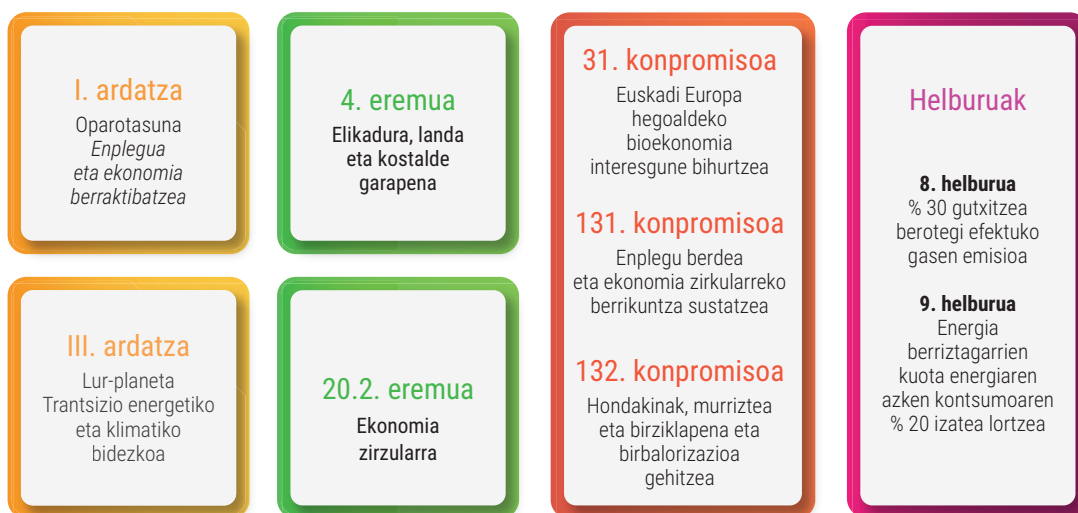 I. ardatza
Oparotasuna
Enplegua
eta ekonomia
berraktibatzea
III. ardatza
Lur-planeta
Trantsizio energetiko
eta klimatiko
bidezkoa
4. eremua
Elikadura, landa
eta kostalde
garapena
20.2. eremua
Ekonomia
zirzularra
31. konpromisoa
Euskadi Europa
hegoaldeko
bioekonomia
interesgune bihurtzea
131. konpromisoa
Enplegu berdea
eta ekonomia zirkularreko
berrikuntza sustatzea
132. konpromisoa
Hondakinak, murriztea
eta birziklapena eta
birbalorizazioa
gehitzea
Helburuak
8. helburua
% 30 gutxitzea
berotegi efektuko
gasen emisioa
9. helburua
Energia
berriztagarrien
kuota energiaren
azken kontsumoaren
% 20 izatea lortzea